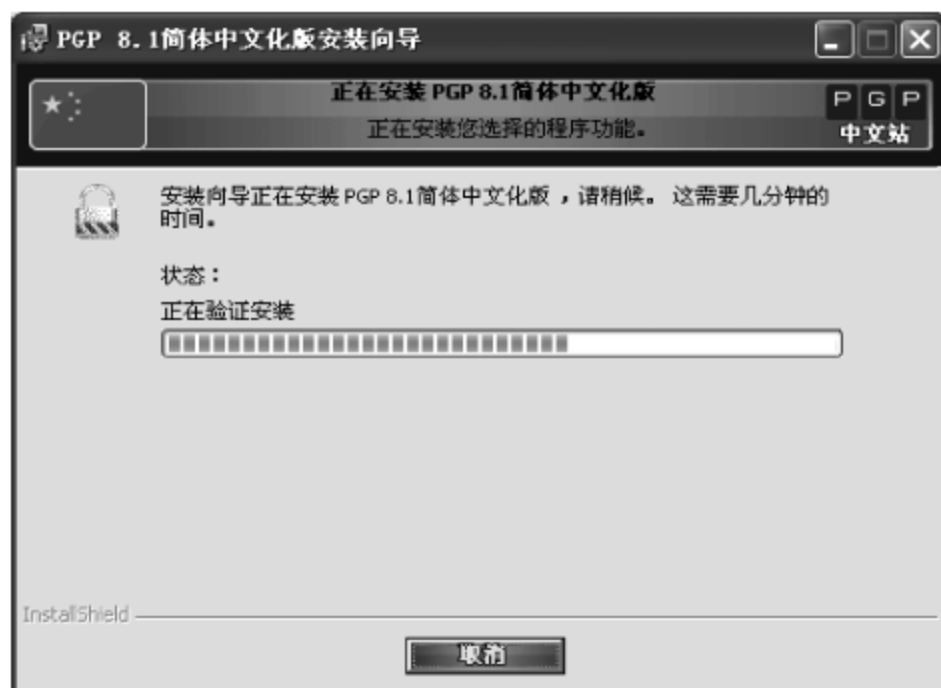 PGP 8.1简体中文化版安装向导
正在安装 PGP 8.1简体中文化版
正在安装您选择的程序功能。
P G P
中文站
安装向导正在安装 PGP 8.1简体中文化版 ，请稍候。 这需要几分钟的
时间。
状态：
正在验证安装
InstallShield
取消